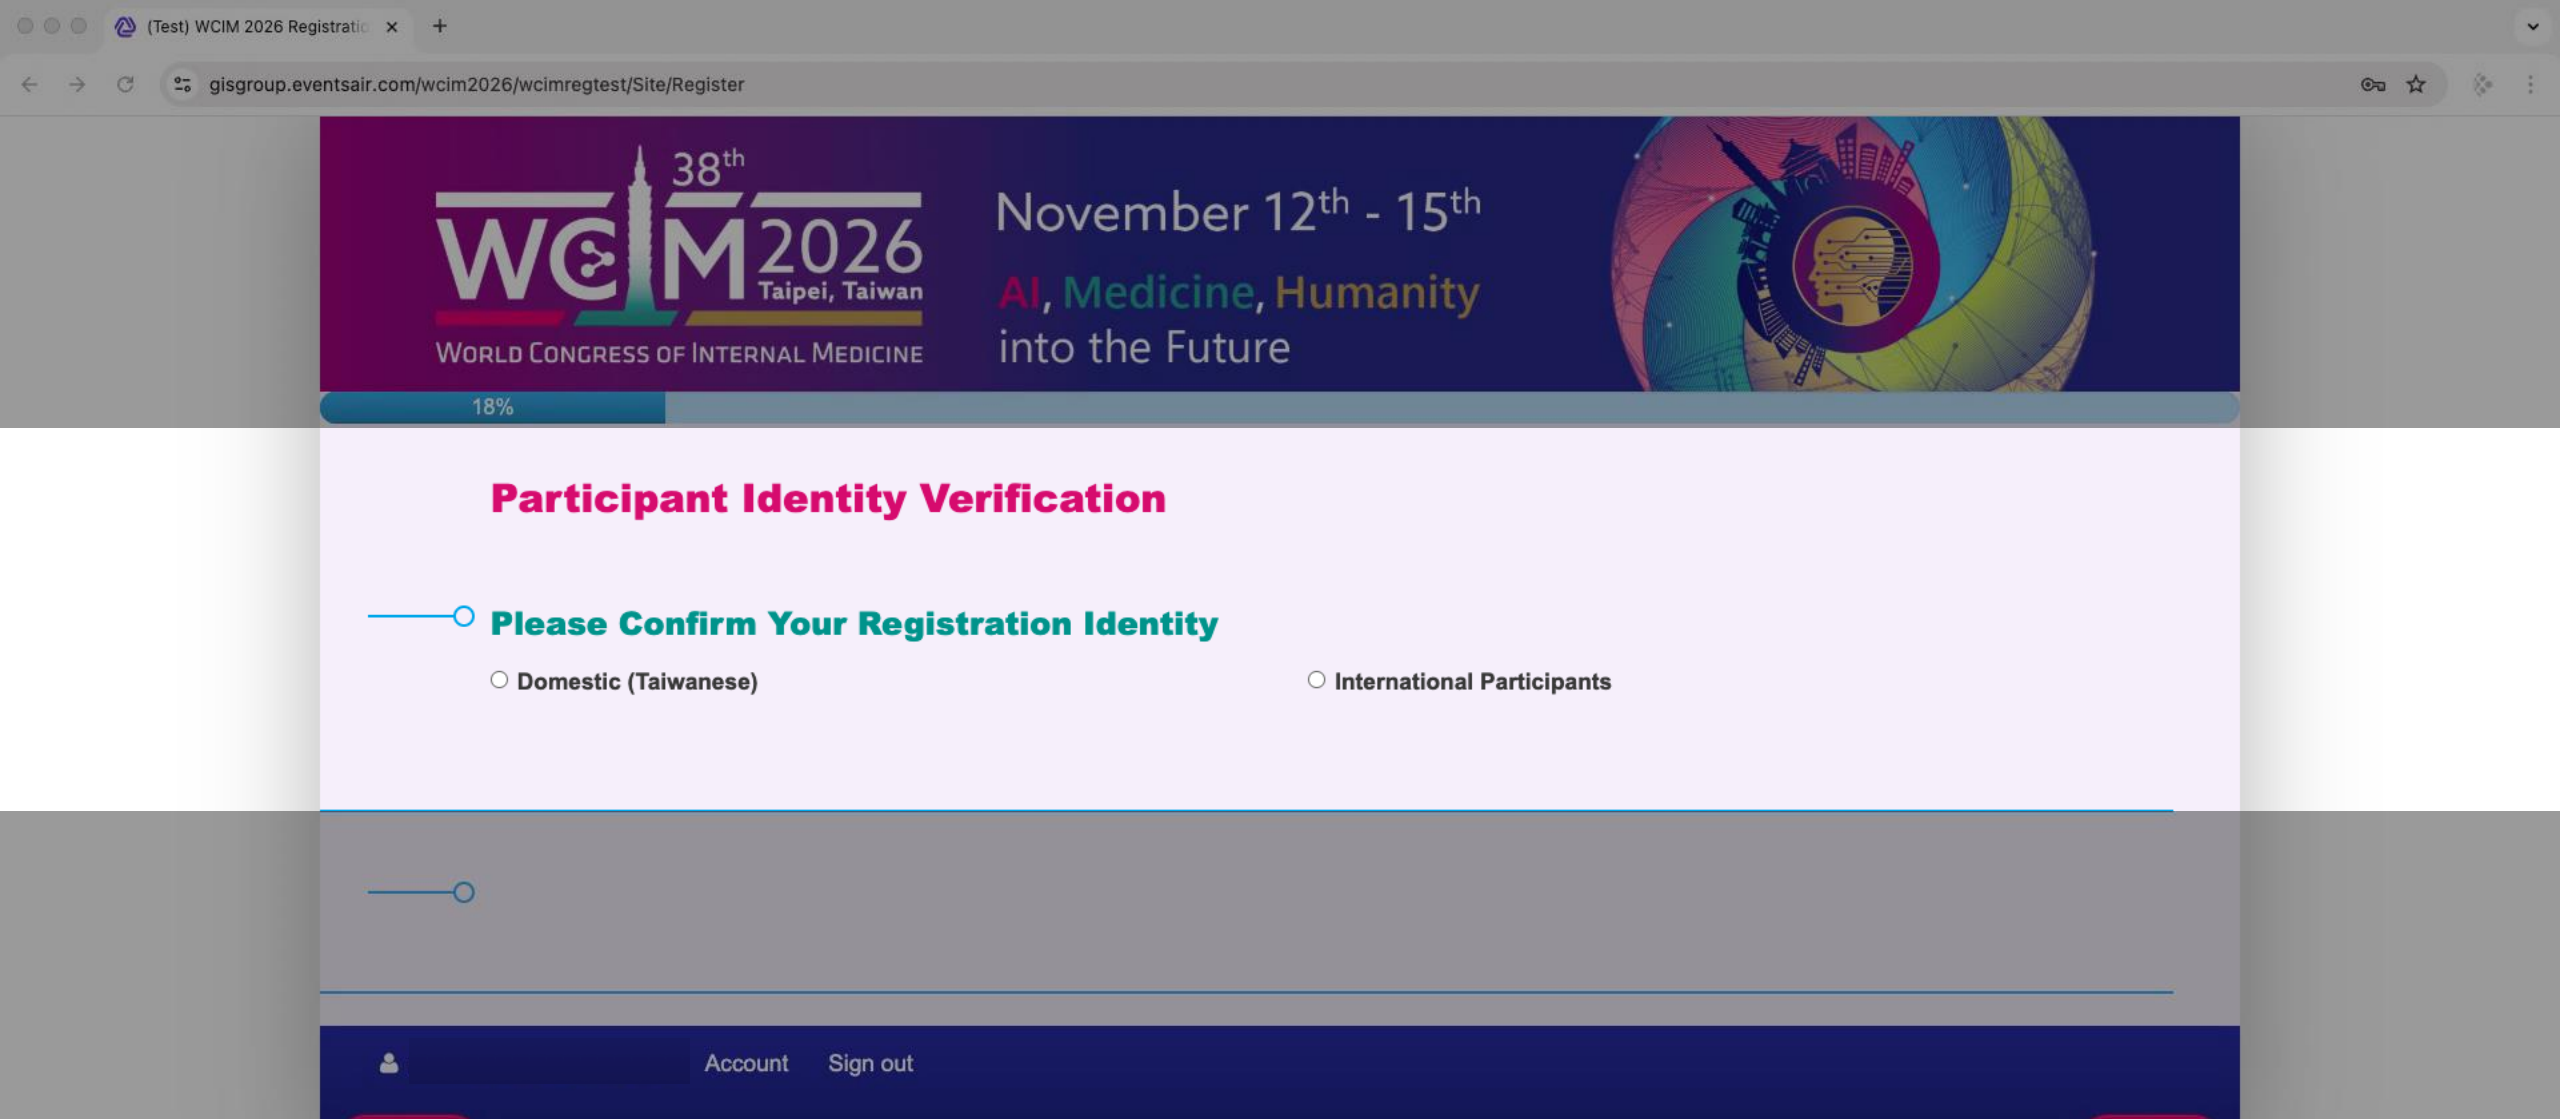 (Test) WCIM 2026 Registratio
gisgroup.eventsair.com/wcim2026/wcimregtest/Site/Register
38th
WCIM 2026
Taipei, Taiwan
WORLD CONGRESS OF INTERNAL MEDICINE
November 12th - 15th
AI, Medicine, Humanity
into the Future
18%
Participant Identity Verification
Please Confirm Your Registration Identity
Domestic (Taiwanese)
International Participants
Account
Sign out